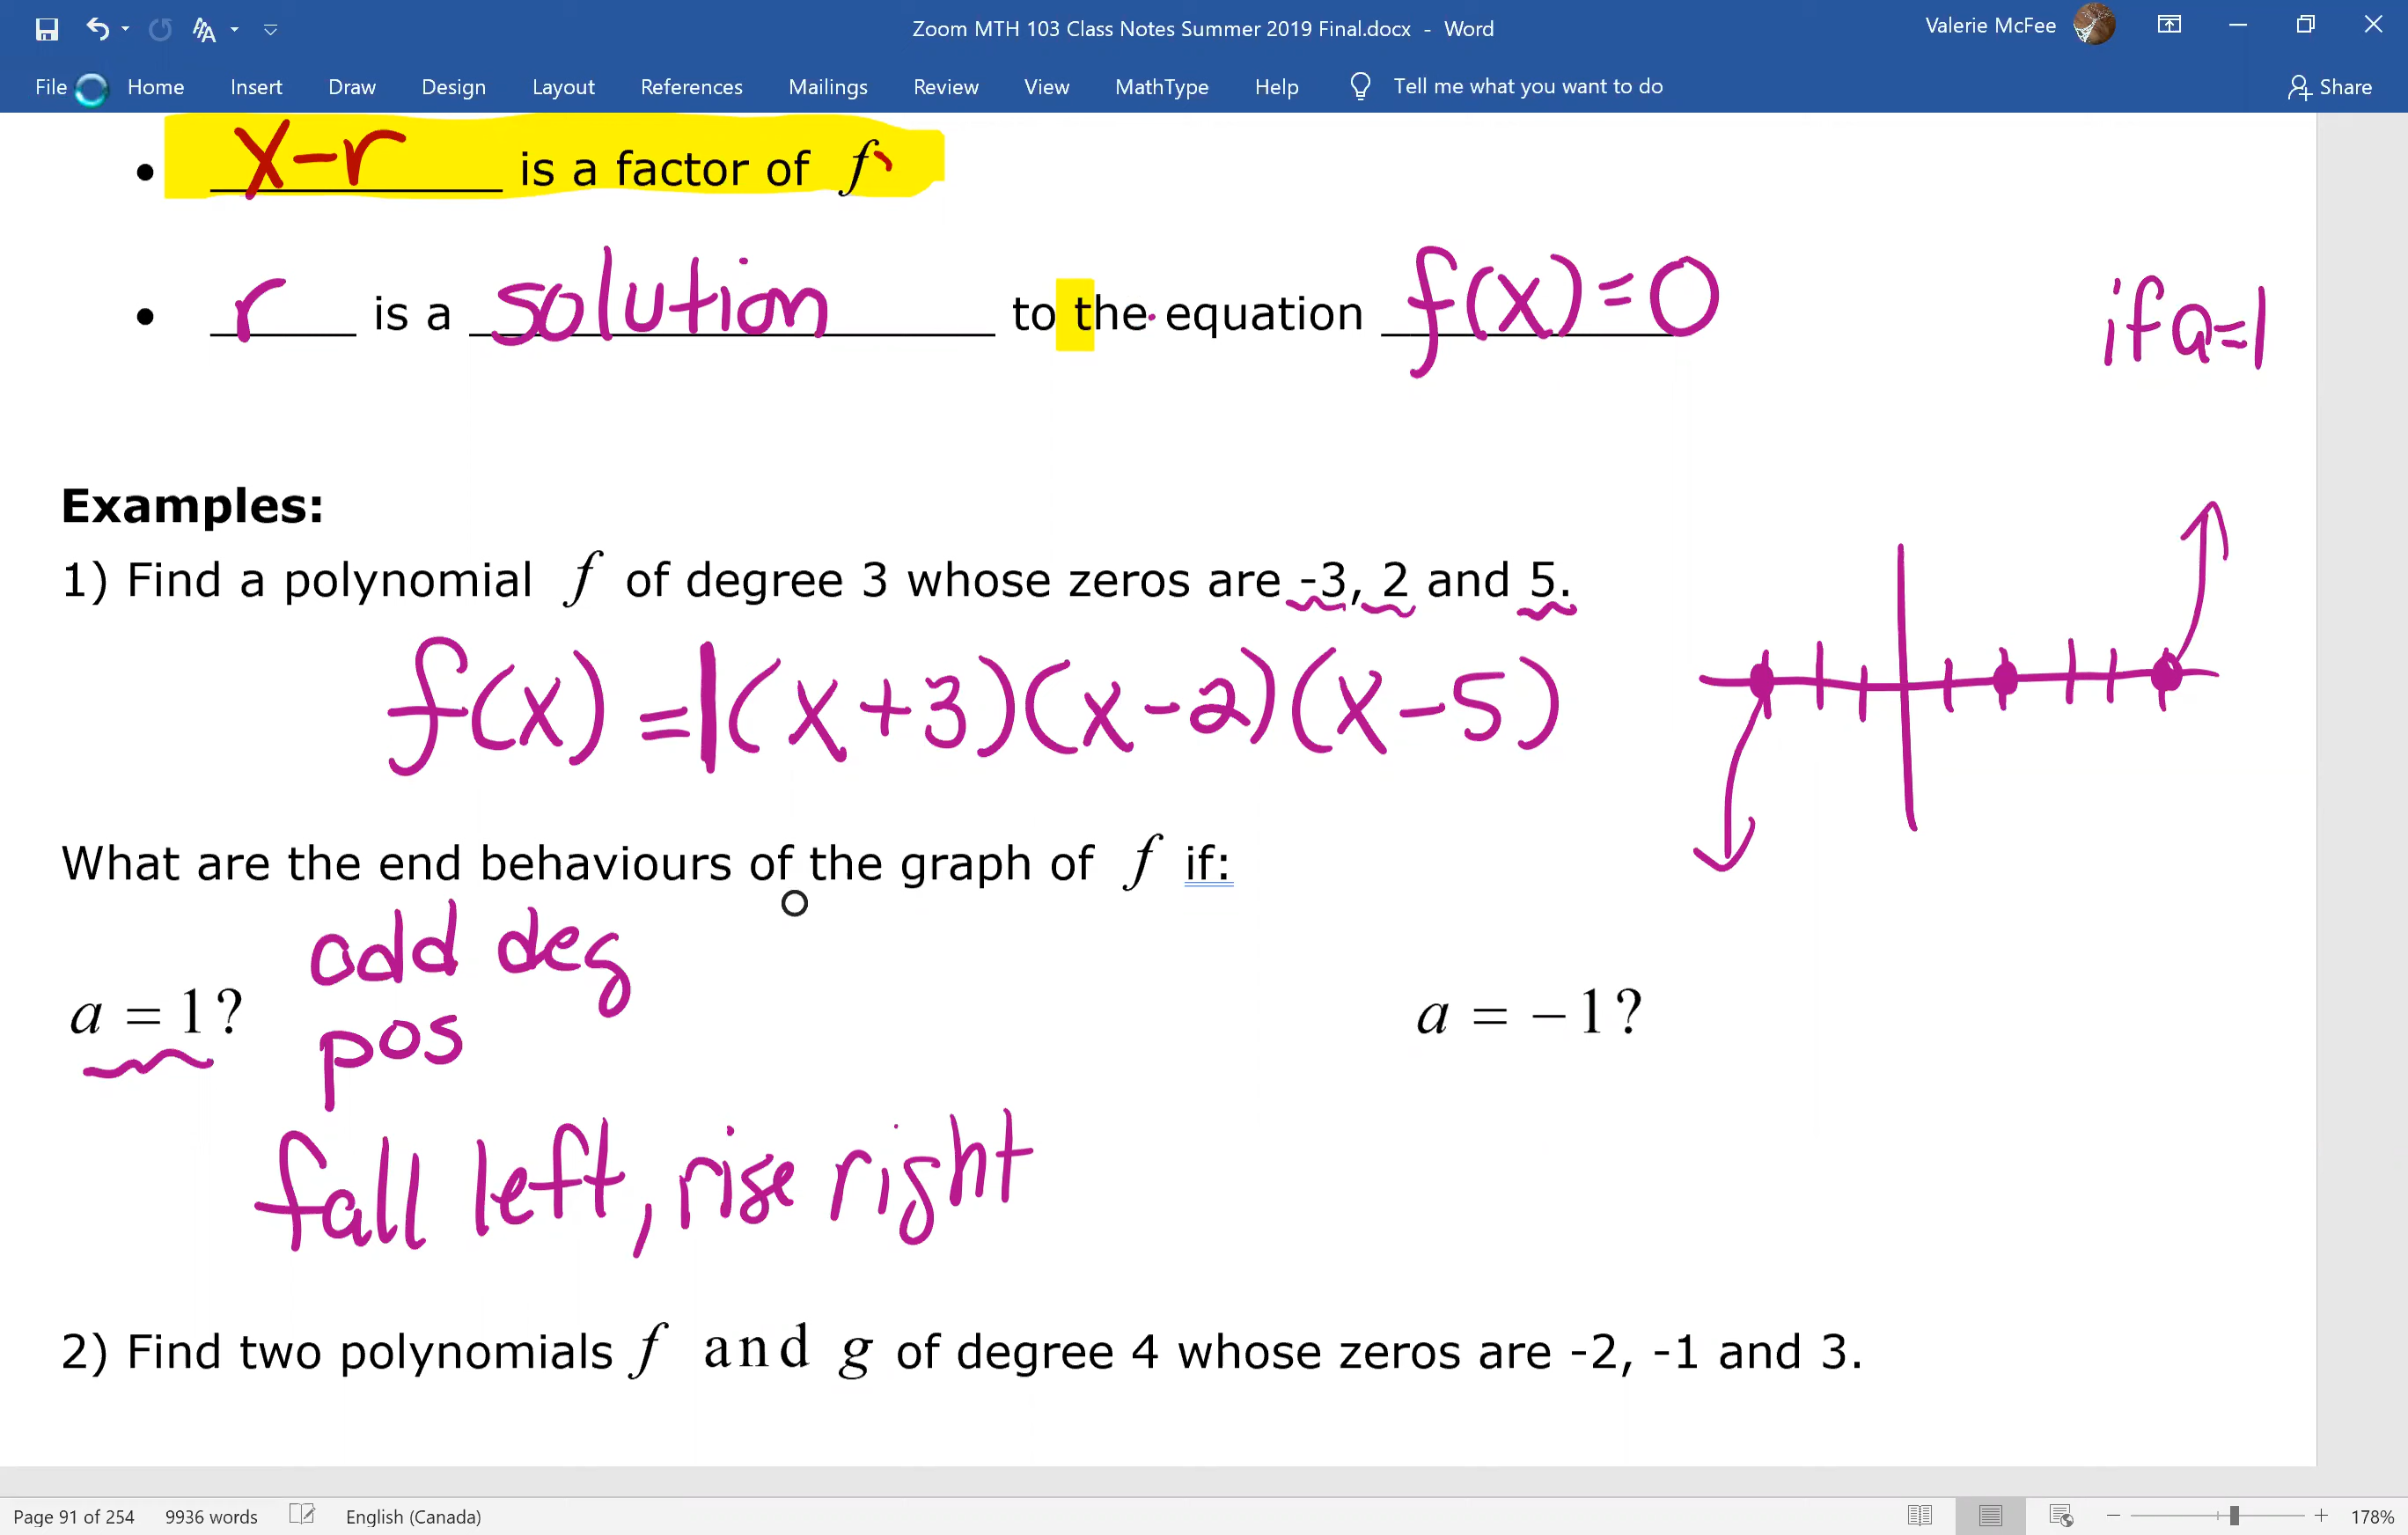 Zoom MTH 103 Class Notes Summer 2019 Final.docx - Word
Valerie McFee
File Home Insert Draw Design Layout References Mailings Review View MathType Help Tell me what you want to do Share
• x-r is a factor of f
• r is a solution to the equation f(x)=0
if a=1
Examples:
1) Find a polynomial f of degree 3 whose zeros are -3, 2 and 5.
f(x) = 1(x+3)(x-2)(x-5)
What are the end behaviours of the graph of f if:
odd deg
a = 1? a = -1?
pos
fall left, rise right
2) Find two polynomials f and g of degree 4 whose zeros are -2, -1 and 3.
Page 91 of 254 9936 words English (Canada) 178%